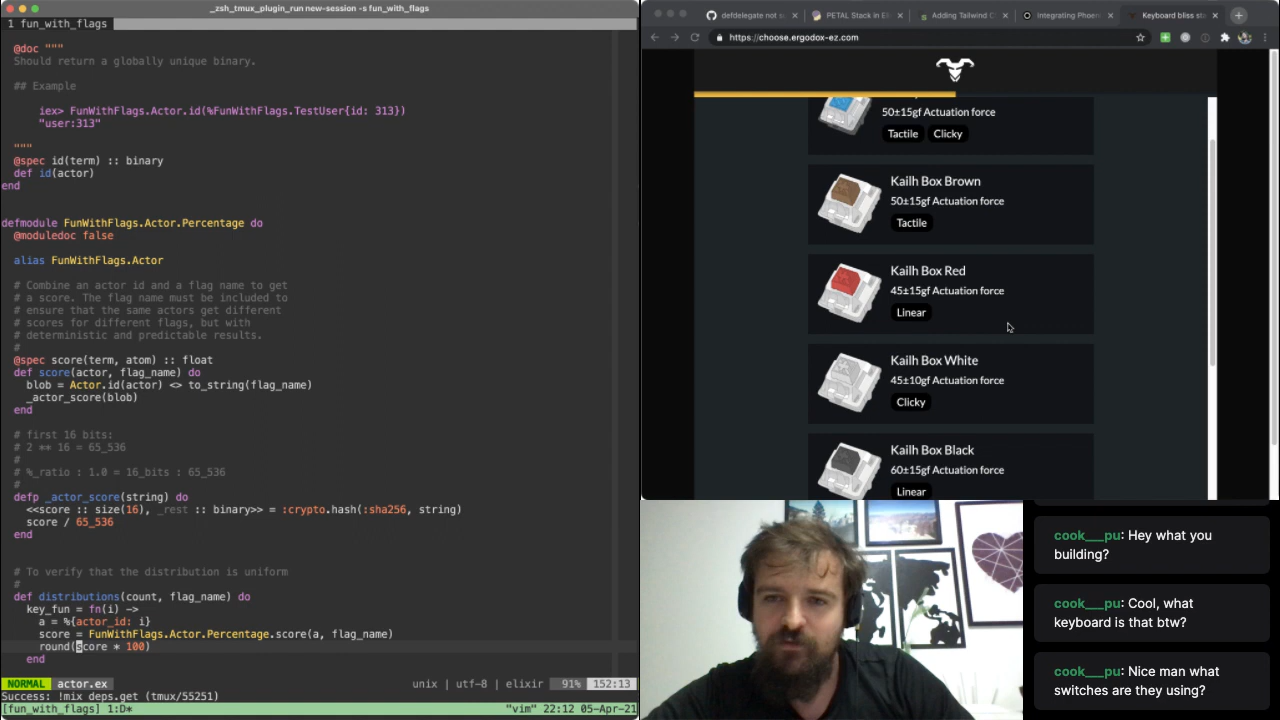 _zsh_tmux_plugin_run new-session -s fun_with_flags
1 fun_with_flags
@doc """
Should return a globally unique binary.
## Example
iex> FunWithFlags.Actor.id(%FunWithFlags.TestUser{id: 313})
"user:313"
"""
@spec id(term) :: binary
def id(actor)
end
defmodule FunWithFlags.Actor.Percentage do
@moduledoc false
alias FunWithFlags.Actor
# Combine an actor id and a flag name to get
# a score. The flag name must be included to
# ensure that the same actors get different
# scores for different flags, but with
# deterministic and predictable results.
#
@spec score(term, atom) :: float
def score(actor, flag_name) do
blob = Actor.id(actor) <> to_string(flag_name)
_actor_score(blob)
end
# first 16 bits:
# 2 ** 16 = 65_536
#
# %_ratio : 1.0 = 16_bits : 65_536
#
defp _actor_score(string) do
<<score :: size(16), _rest :: binary>> = :crypto.hash(:sha256, string)
score / 65_536
end
# To verify that the distribution is uniform
#
def distributions(count, flag_name) do
key_fun = fn(i) ->
a = %{actor_id: i}
score = FunWithFlags.Actor.Percentage.score(a, flag_name)
round(score * 100)
end
NORMAL actor.ex unix | utf-8 | elixir 91% 152:13
Success: !mix deps.get (tmux/55251)
[fun_with_flags] 1:D* "vim" 22:12 05-Apr-21
defdelegate not s
PETAL Stack in El
Adding Tailwind C
Integrating Phoen
Keyboard bliss sta
https://choose.ergodox-ez.com
50±15gf Actuation force
Tactile Clicky
Kailh Box Brown
50±15gf Actuation force
Tactile
Kailh Box Red
45±15gf Actuation force
Linear
Kailh Box White
45±10gf Actuation force
Clicky
Kailh Box Black
60±15gf Actuation force
Linear
cook___pu: Hey what you
building?
cook___pu: Cool, what
keyboard is that btw?
cook___pu: Nice man what
switches are they using?